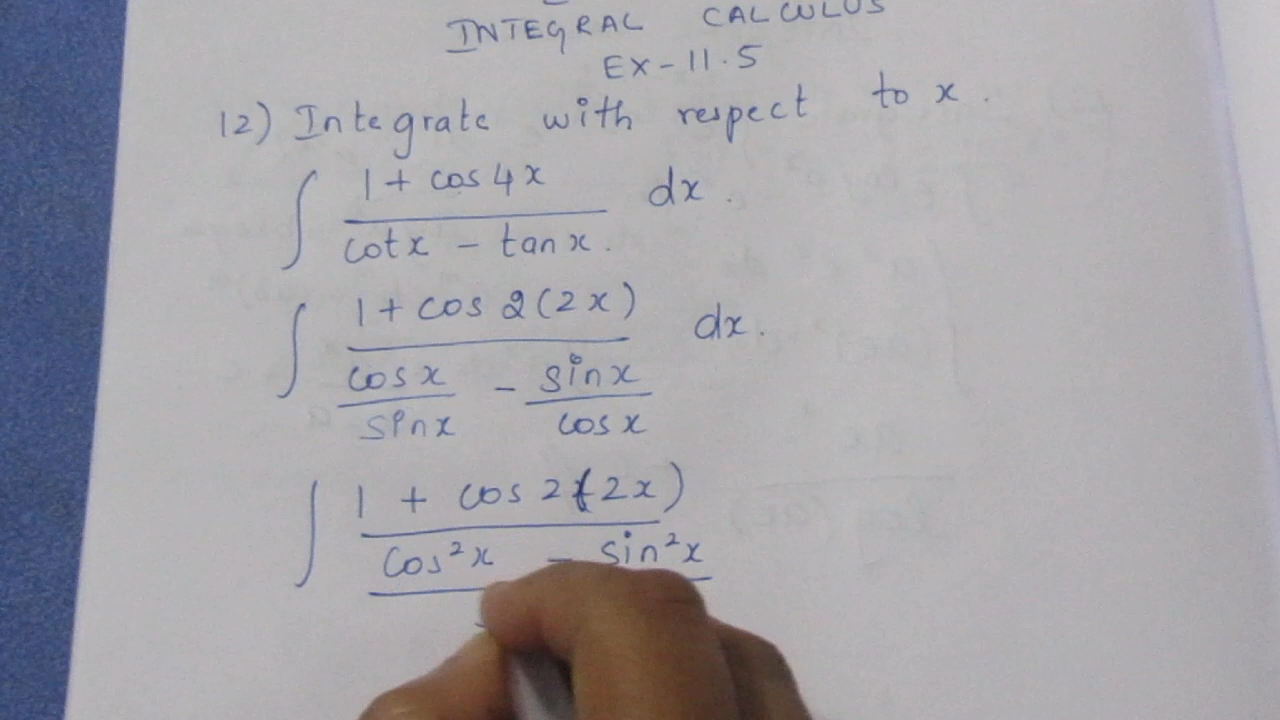 INTEGRAL CALCULUS
EX-11.5
12) Integrate with respect to x.
∫ (1 + cos 4x) / (cot x - tan x.) dx.
∫ (1 + cos 2(2x)) / (cos x / sin x - sin x / cos x) dx.
∫ 1 + cos 2(2x) / cos²x - sin²x